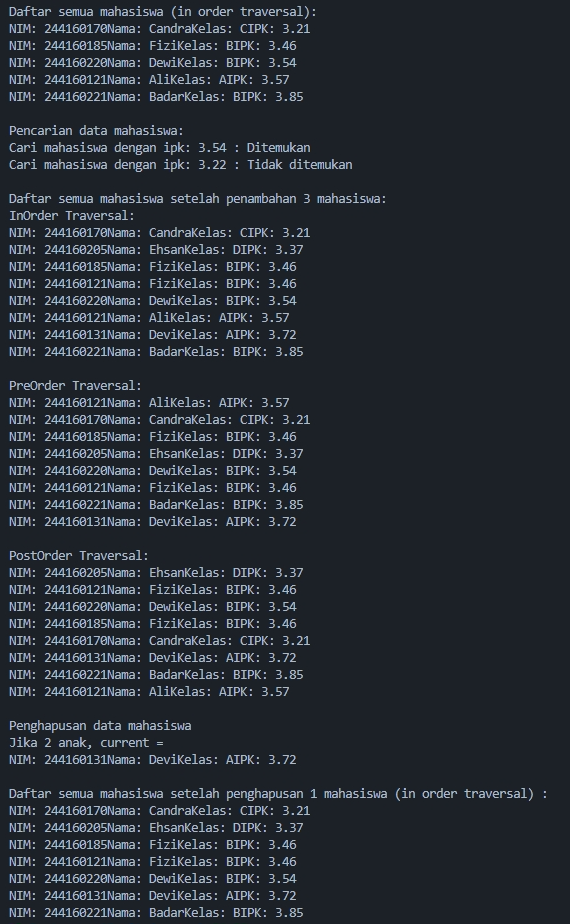 Daftar semua mahasiswa (in order traversal):
NIM: 244160170Nama: CandraKelas: CIPK: 3.21
NIM: 244160185Nama: FiziKelas: BIPK: 3.46
NIM: 244160220Nama: DewiKelas: BIPK: 3.54
NIM: 244160121Nama: AliKelas: AIPK: 3.57
NIM: 244160221Nama: BadarKelas: BIPK: 3.85
Pencarian data mahasiswa:
Cari mahasiswa dengan ipk: 3.54 : Ditemukan
Cari mahasiswa dengan ipk: 3.22 : Tidak ditemukan
Daftar semua mahasiswa setelah penambahan 3 mahasiswa:
InOrder Traversal:
NIM: 244160170Nama: CandraKelas: CIPK: 3.21
NIM: 244160205Nama: EhsanKelas: DIPK: 3.37
NIM: 244160185Nama: FiziKelas: BIPK: 3.46
NIM: 244160121Nama: FiziKelas: BIPK: 3.46
NIM: 244160220Nama: DewiKelas: BIPK: 3.54
NIM: 244160121Nama: AliKelas: AIPK: 3.57
NIM: 244160131Nama: DeviKelas: AIPK: 3.72
NIM: 244160221Nama: BadarKelas: BIPK: 3.85
PreOrder Traversal:
NIM: 244160121Nama: AliKelas: AIPK: 3.57
NIM: 244160170Nama: CandraKelas: CIPK: 3.21
NIM: 244160185Nama: FiziKelas: BIPK: 3.46
NIM: 244160205Nama: EhsanKelas: DIPK: 3.37
NIM: 244160220Nama: DewiKelas: BIPK: 3.54
NIM: 244160121Nama: FiziKelas: BIPK: 3.46
NIM: 244160221Nama: BadarKelas: BIPK: 3.85
NIM: 244160131Nama: DeviKelas: AIPK: 3.72
PostOrder Traversal:
NIM: 244160205Nama: EhsanKelas: DIPK: 3.37
NIM: 244160121Nama: FiziKelas: BIPK: 3.46
NIM: 244160220Nama: DewiKelas: BIPK: 3.54
NIM: 244160185Nama: FiziKelas: BIPK: 3.46
NIM: 244160170Nama: CandraKelas: CIPK: 3.21
NIM: 244160131Nama: DeviKelas: AIPK: 3.72
NIM: 244160221Nama: BadarKelas: BIPK: 3.85
NIM: 244160121Nama: AliKelas: AIPK: 3.57
Penghapusan data mahasiswa
Jika 2 anak, current =
NIM: 244160131Nama: DeviKelas: AIPK: 3.72
Daftar semua mahasiswa setelah penghapusan 1 mahasiswa (in order traversal) :
NIM: 244160170Nama: CandraKelas: CIPK: 3.21
NIM: 244160205Nama: EhsanKelas: DIPK: 3.37
NIM: 244160185Nama: FiziKelas: BIPK: 3.46
NIM: 244160121Nama: FiziKelas: BIPK: 3.46
NIM: 244160220Nama: DewiKelas: BIPK: 3.54
NIM: 244160131Nama: DeviKelas: AIPK: 3.72
NIM: 244160221Nama: BadarKelas: BIPK: 3.85